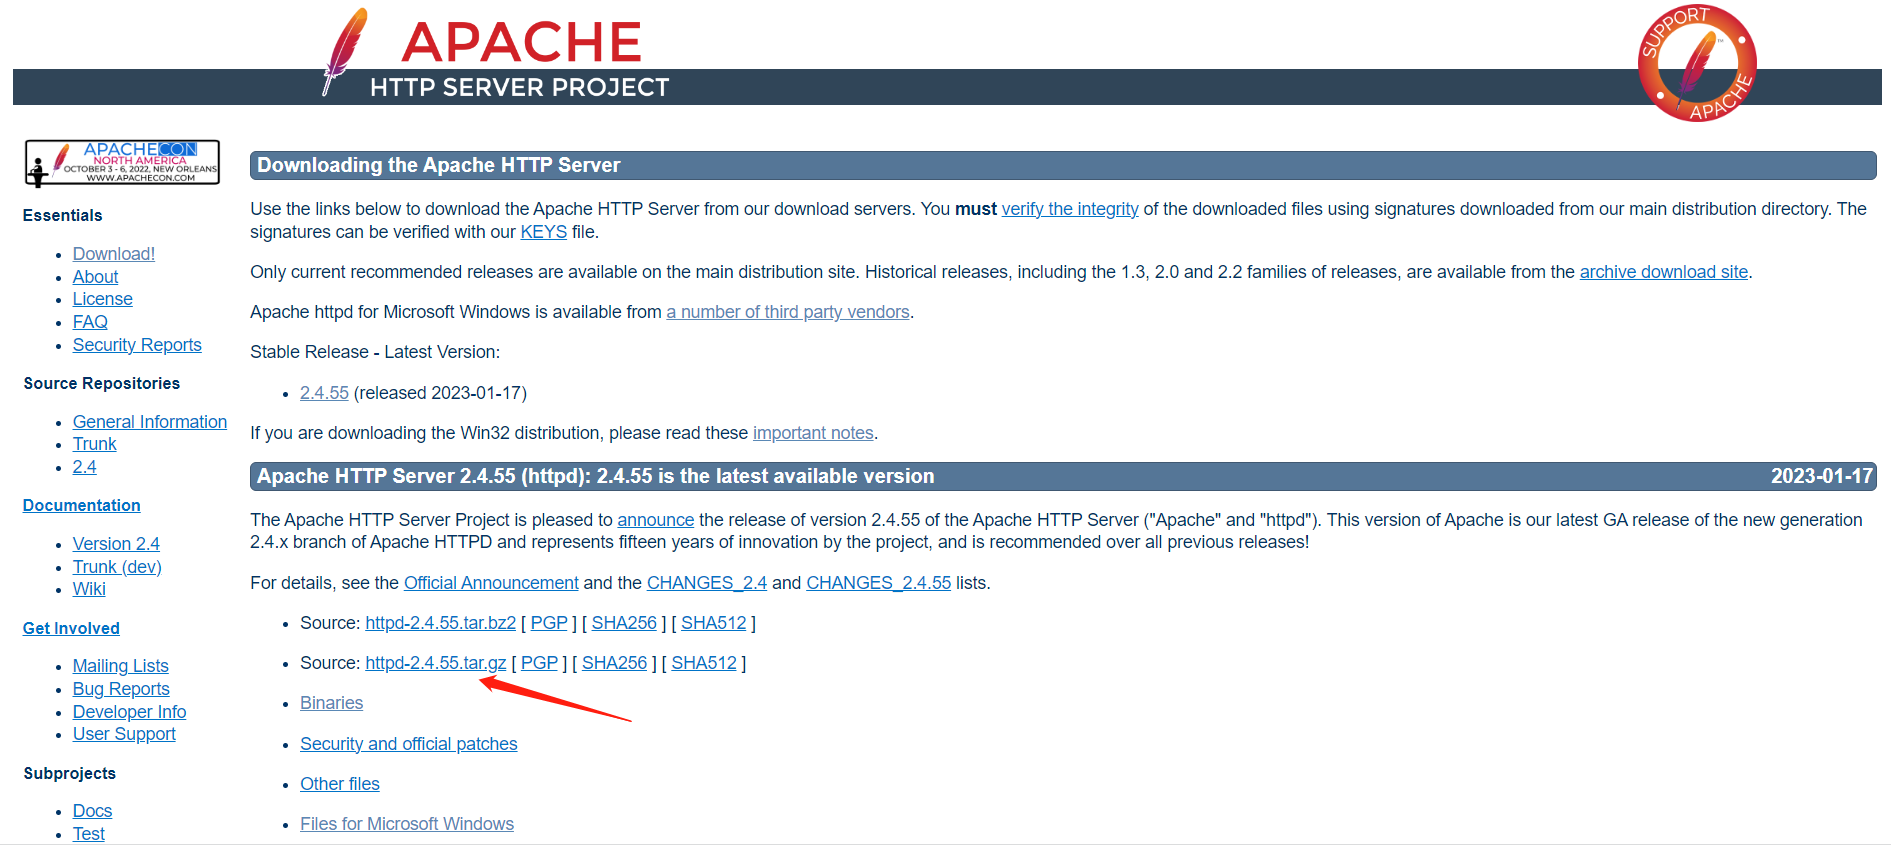 APACHE
HTTP SERVER PROJECT
SUPPORT
APACHE
APACHECON
NORTH AMERICA
OCTOBER 3 - 6, 2022, NEW ORLEANS
WWW.APACHECON.COM
Essentials
Download!
About
License
FAQ
Security Reports
Source Repositories
General Information
Trunk
2.4
Documentation
Version 2.4
Trunk (dev)
Wiki
Get Involved
Mailing Lists
Bug Reports
Developer Info
User Support
Subprojects
Docs
Test
Downloading the Apache HTTP Server
Use the links below to download the Apache HTTP Server from our download servers. You must verify the integrity of the downloaded files using signatures downloaded from our main distribution directory. The
signatures can be verified with our KEYS file.
Only current recommended releases are available on the main distribution site. Historical releases, including the 1.3, 2.0 and 2.2 families of releases, are available from the archive download site.
Apache httpd for Microsoft Windows is available from a number of third party vendors.
Stable Release - Latest Version:
2.4.55 (released 2023-01-17)
If you are downloading the Win32 distribution, please read these important notes.
Apache HTTP Server 2.4.55 (httpd): 2.4.55 is the latest available version 2023-01-17
The Apache HTTP Server Project is pleased to announce the release of version 2.4.55 of the Apache HTTP Server ("Apache" and "httpd"). This version of Apache is our latest GA release of the new generation
2.4.x branch of Apache HTTPD and represents fifteen years of innovation by the project, and is recommended over all previous releases!
For details, see the Official Announcement and the CHANGES_2.4 and CHANGES_2.4.55 lists.
Source: httpd-2.4.55.tar.bz2 [ PGP ] [ SHA256 ] [ SHA512 ]
Source: httpd-2.4.55.tar.gz [ PGP ] [ SHA256 ] [ SHA512 ]
Binaries
Security and official patches
Other files
Files for Microsoft Windows